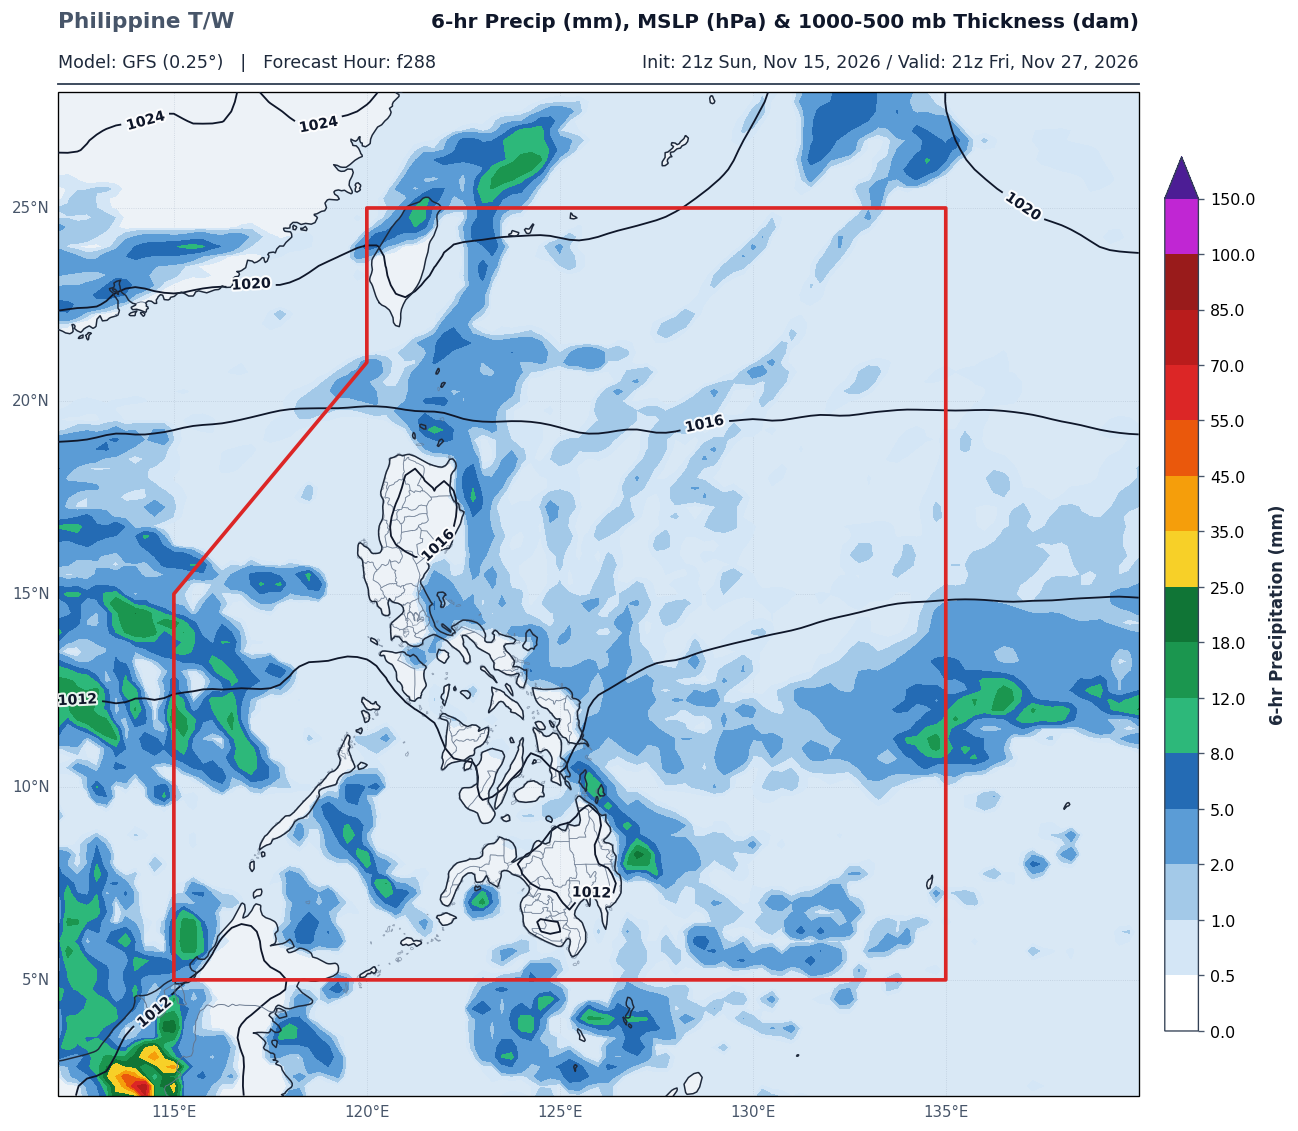 Philippine T/W
6-hr Precip (mm), MSLP (hPa) & 1000-500 mb Thickness (dam)
Model: GFS (0.25°) | Forecast Hour: f288
Init: 21z Sun, Nov 15, 2026 / Valid: 21z Fri, Nov 27, 2026
1024
1024
1020
1020
1016
1016
1012
1012
1012
25°N
20°N
15°N
10°N
5°N
115°E
120°E
125°E
130°E
135°E
150.0
100.0
85.0
70.0
55.0
45.0
35.0
25.0
18.0
12.0
8.0
5.0
2.0
1.0
0.5
0.0
6-hr Precipitation (mm)